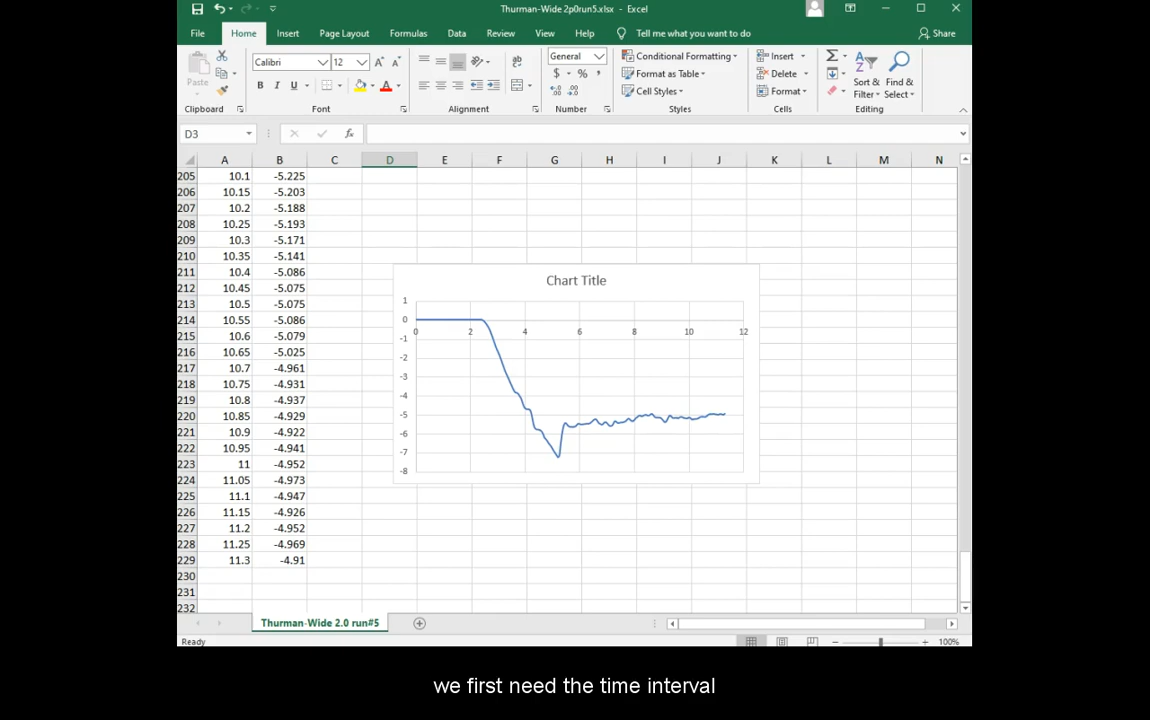 Thurman-Wide 2p0run5.xlsx - Excel
File Home Insert Page Layout Formulas Data Review View Help Tell me what you want to do Share
Paste
Calibri 12
B I U
General
$ % ,
Conditional Formatting
Format as Table
Cell Styles
Insert
Delete
Format
Sort & Filter
Find & Select
Clipboard Font Alignment Number Styles Cells Editing
D3 fx
A B C D E F G H I J K L M N
205 10.1 -5.225
206 10.15 -5.203
207 10.2 -5.188
208 10.25 -5.193
209 10.3 -5.171
210 10.35 -5.141
211 10.4 -5.086
212 10.45 -5.075
213 10.5 -5.075
214 10.55 -5.086
215 10.6 -5.079
216 10.65 -5.025
217 10.7 -4.961
218 10.75 -4.931
219 10.8 -4.937
220 10.85 -4.929
221 10.9 -4.922
222 10.95 -4.941
223 11 -4.952
224 11.05 -4.973
225 11.1 -4.947
226 11.15 -4.926
227 11.2 -4.952
228 11.25 -4.969
229 11.3 -4.91
230
231
232
Chart Title
1
0
-1
-2
-3
-4
-5
-6
-7
-8
0 2 4 6 8 10 12
Thurman-Wide 2.0 run#5
Ready 100%
we first need the time interval